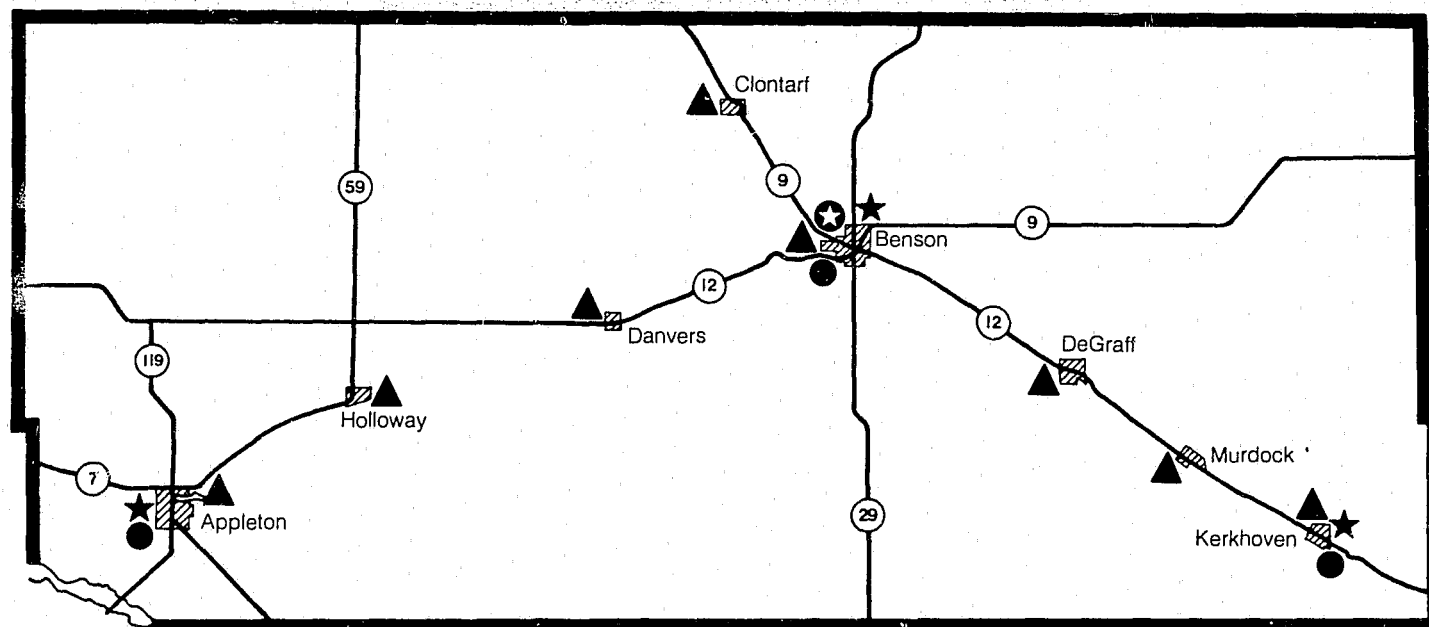 Clontarf
9
59
Benson
9
12
Danvers
12
DeGraff
119
Holloway
Murdock
7
Appleton
29
Kerkhoven